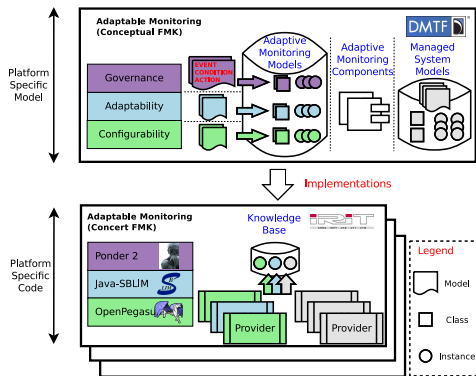 Adaptable Monitoring
(Conceptual FMK)
DMTF
EVENT
CONDITION
ACTION
Adaptive
Monitoring
Models
Adaptive
Monitoring
Components
Managed
System
Models
Governance
Adaptability
Configurability
Platform
Specific
Model
Implementations
Adaptable Monitoring
(Concert FMK)
Knowledge
Base
IRIT
Ponder 2
Java-SBLIM
OpenPegasu
Provider
Provider
Platform
Specific
Code
Legend
Model
Class
Instance